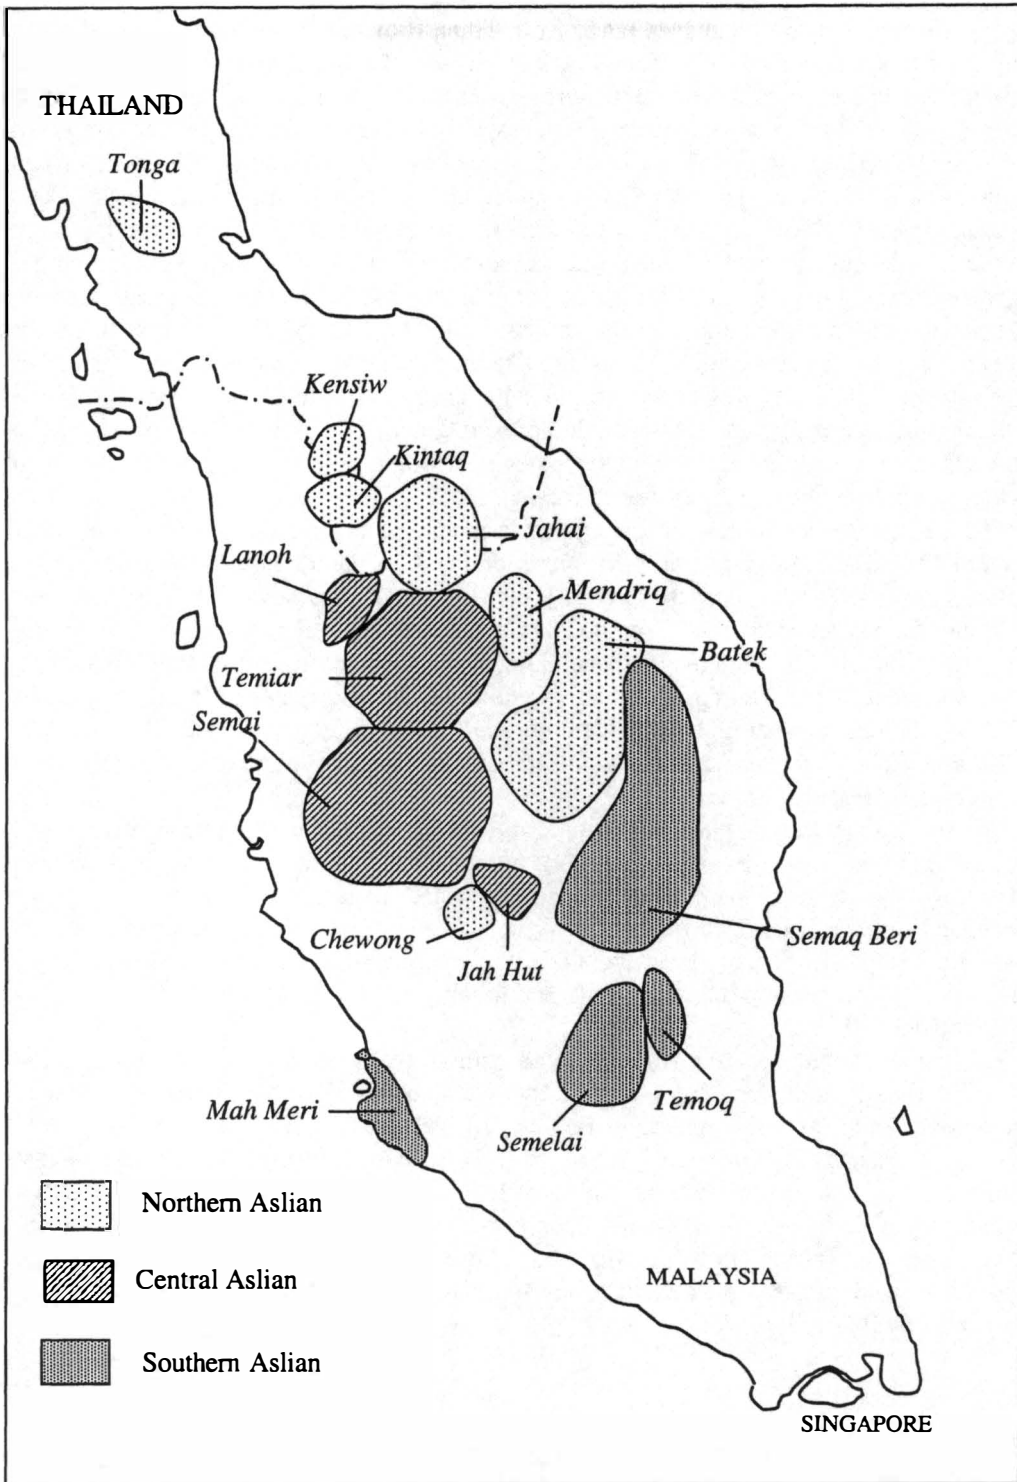 THAILAND
Tonga
Kensiw
Kintaq
Jahai
Lanoh
Mendriq
Batek
Temiar
Semai
Semaq Beri
Chewong
Jah Hut
Temoq
Mah Meri
Semelai
Northern Aslian
Central Aslian
MALAYSIA
Southern Aslian
SINGAPORE